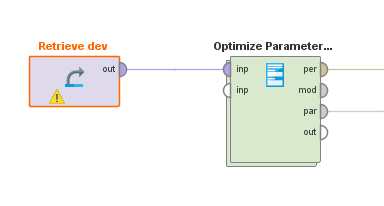 Retrieve dev
out
Optimize Parameter...
inp
per
inp
mod
par
out